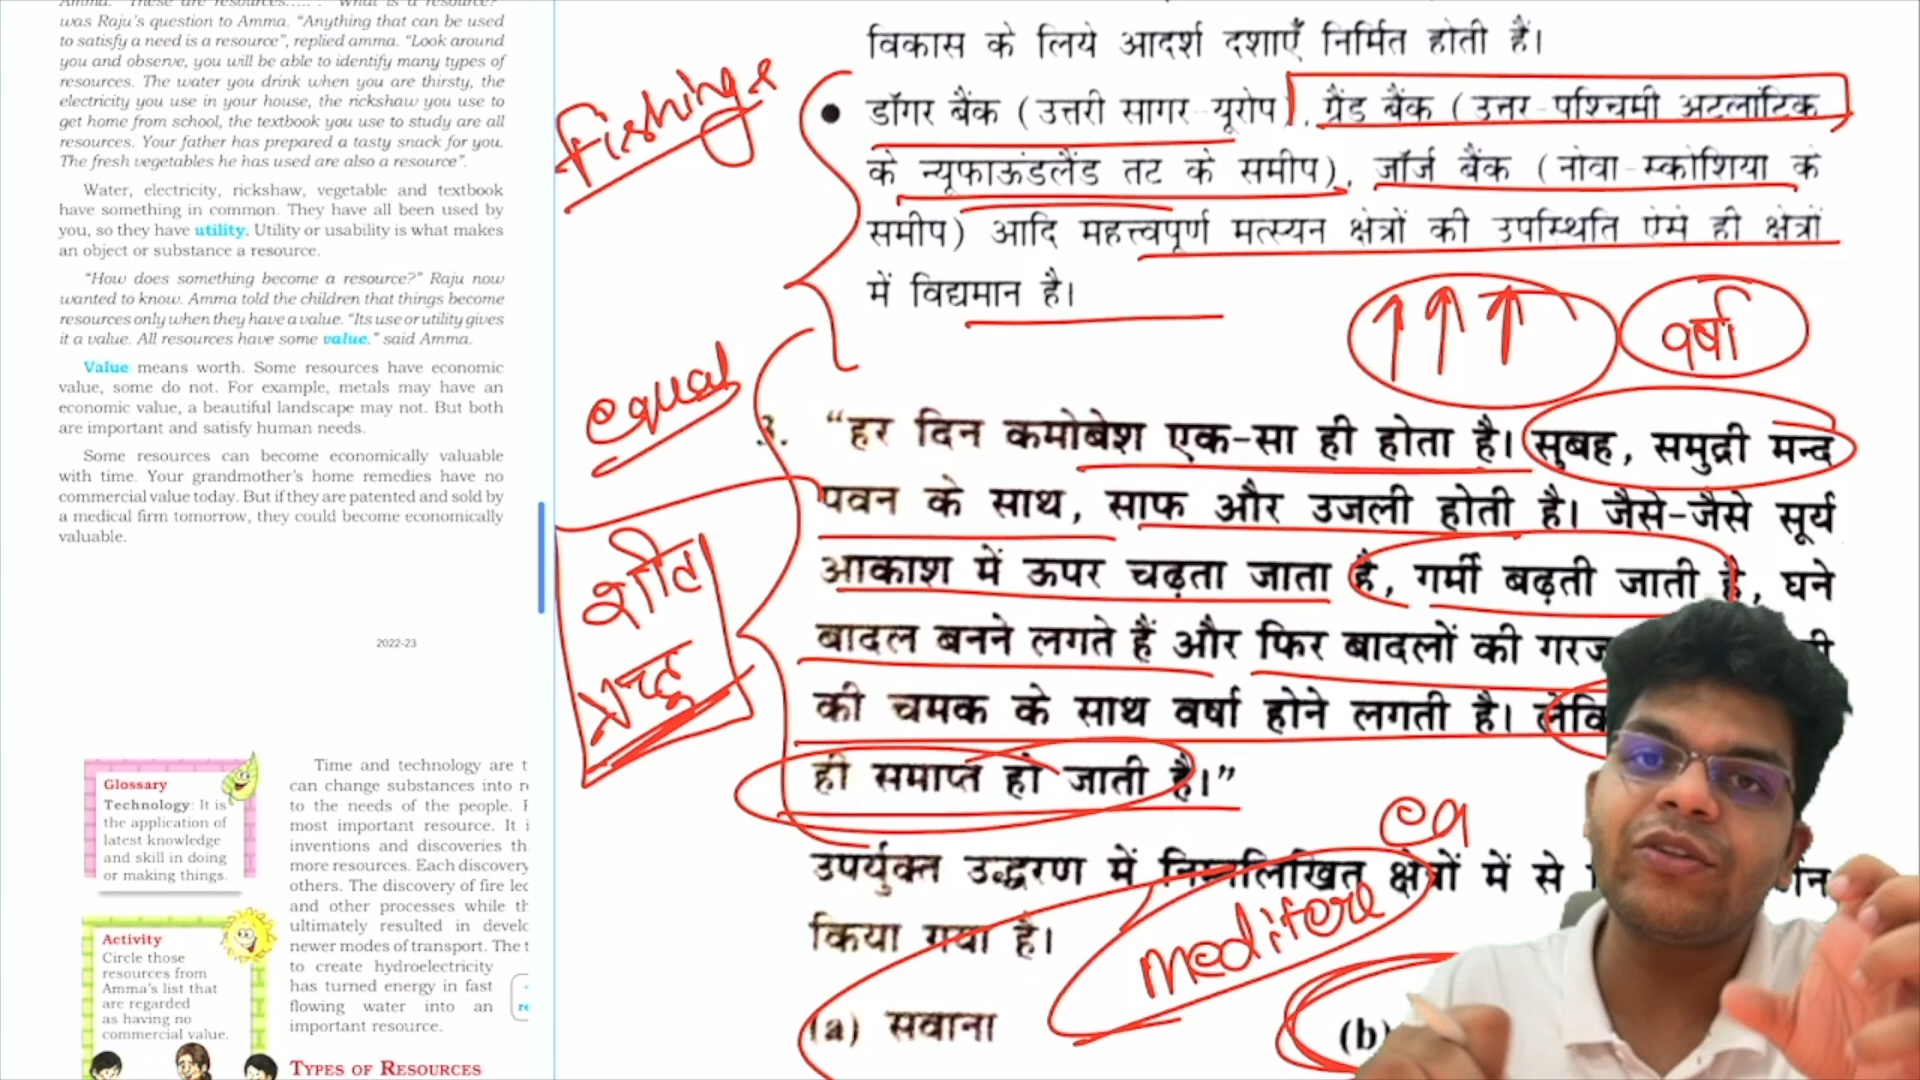 was Raju's question to Amma. "Anything that can be used
to satisfy a need is a resource", replied amma. "Look around
you and observe, you will be able to identify many types of
resources. The water you drink when you are thirsty, the
electricity you use in your house, the rickshaw you use to
get home from school, the textbook you use to study are all
resources. Your father has prepared a tasty snack for you.
The fresh vegetables he has used are also a resource".
Water, electricity, rickshaw, vegetable and textbook
have something in common. They have all been used by
you, so they have utility. Utility or usability is what makes
an object or substance a resource.
"How does something become a resource?" Raju now
wanted to know. Amma told the children that things become
resources only when they have a value. "Its use or utility gives
it a value. All resources have some value." said Amma.
Value means worth. Some resources have economic
value, some do not. For example, metals may have an
economic value, a beautiful landscape may not. But both
are important and satisfy human needs.
Some resources can become economically valuable
with time. Your grandmother's home remedies have no
commercial value today. But if they are patented and sold by
a medical firm tomorrow, they could become economically
valuable.
2022-23
Glossary
Technology: It is
the application of
latest knowledge
and skill in doing
or making things.
Activity
Circle those
resources from
Amma's list that
are regarded
as having no
commercial value.
Time and technology are
can change substances into
to the needs of the people.
most important resource. It
inventions and discoveries
more resources. Each discovery
others. The discovery of fire
and other processes while
ultimately resulted in
newer modes of transport. The
to create hydroelectricity
has turned energy in fast
flowing water into an
important resource.
TYPES OF RESOURCES
विकास के लिये आदर्श दशाएँ निर्मित होती हैं।
• डॉगर बैंक (उत्तरी सागर-यूरोप), ग्रैंड बैंक (उत्तर-पश्चिमी अटलांटिक
के न्यूफाऊंडलैंड तट के समीप), जॉर्ज बैंक (नोवा-स्कोशिया के
समीप) आदि महत्त्वपूर्ण मत्स्यन क्षेत्रों की उपस्थिति ऐसे ही क्षेत्रों
में विद्यमान है।
Fishing
वर्षा
equal
3. "हर दिन कमोबेश एक-सा ही होता है। सुबह, समुद्री मन्द
पवन के साथ, साफ और उजली होती है। जैसे-जैसे सूर्य
आकाश में ऊपर चढ़ता जाता है, गर्मी बढ़ती जाती है, घने
बादल बनने लगते हैं और फिर बादलों की
की चमक के साथ वर्षा होने लगती है।
ही समाप्त हो जाती है।"
शीत
उपर्युक्त उद्धरण में निम्नलिखित क्षेत्रों में से
किया गया है।
meditere
(a) सवाना
(b)